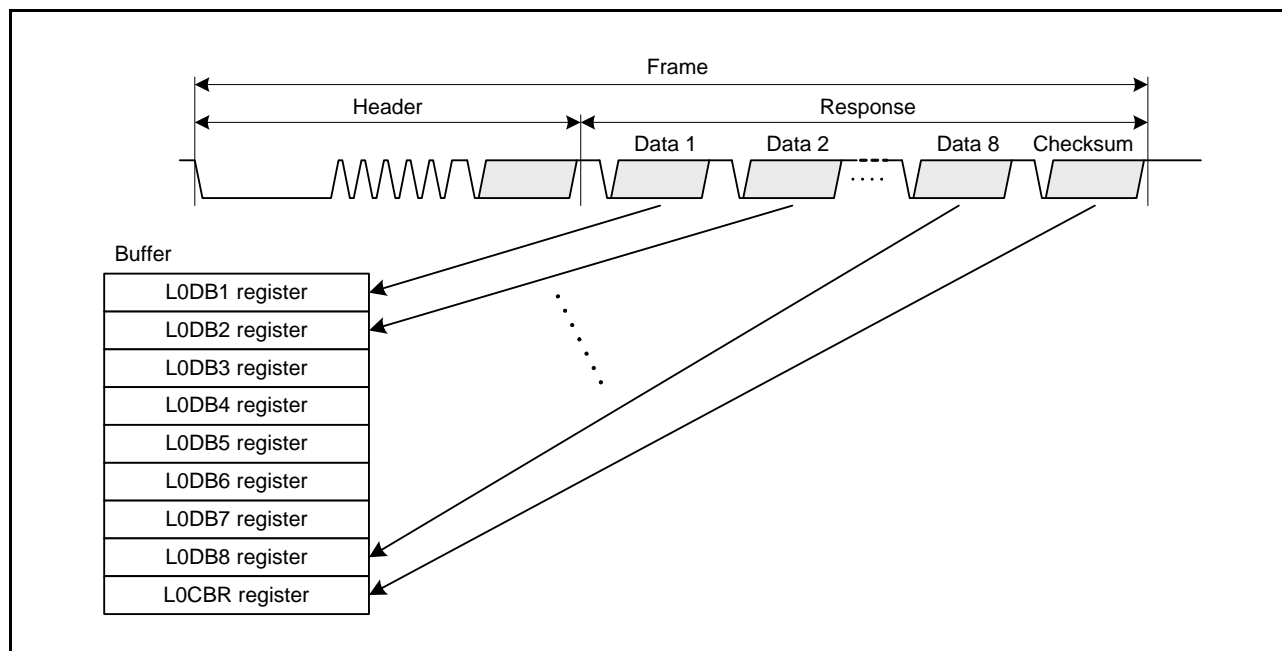 Frame
Header
Response
Data 1
Data 2
Data 8
Checksum
Buffer
L0DB1 register
L0DB2 register
L0DB3 register
L0DB4 register
L0DB5 register
L0DB6 register
L0DB7 register
L0DB8 register
L0CBR register